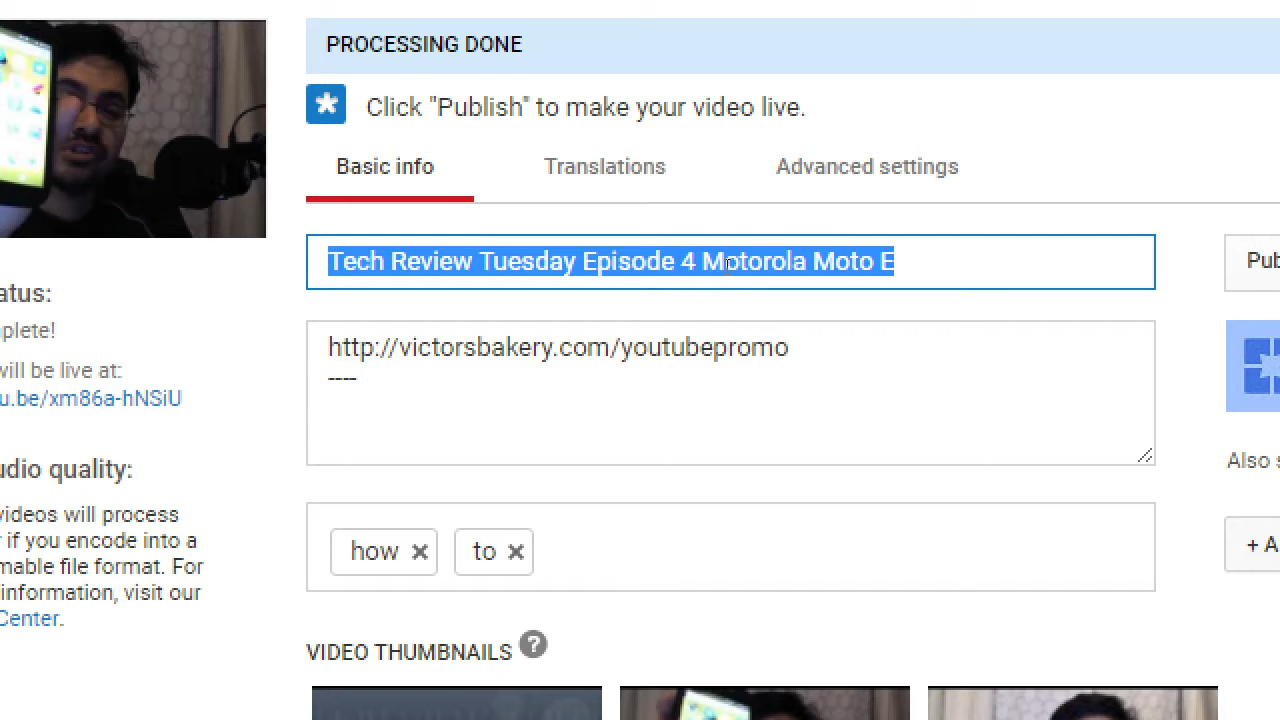 PROCESSING DONE
Click "Publish" to make your video live.
Basic info Translations Advanced settings
Tech Review Tuesday Episode 4 Motorola Moto E
Pub
atus:
plete!
will be live at:
u.be/xm86a-hNSiU
http://victorsbakery.com/youtubepromo
----
Also s
udio quality:
videos will process
r if you encode into a
mable file format. For
information, visit our
Center.
how × to ×
+ A
VIDEO THUMBNAILS ?